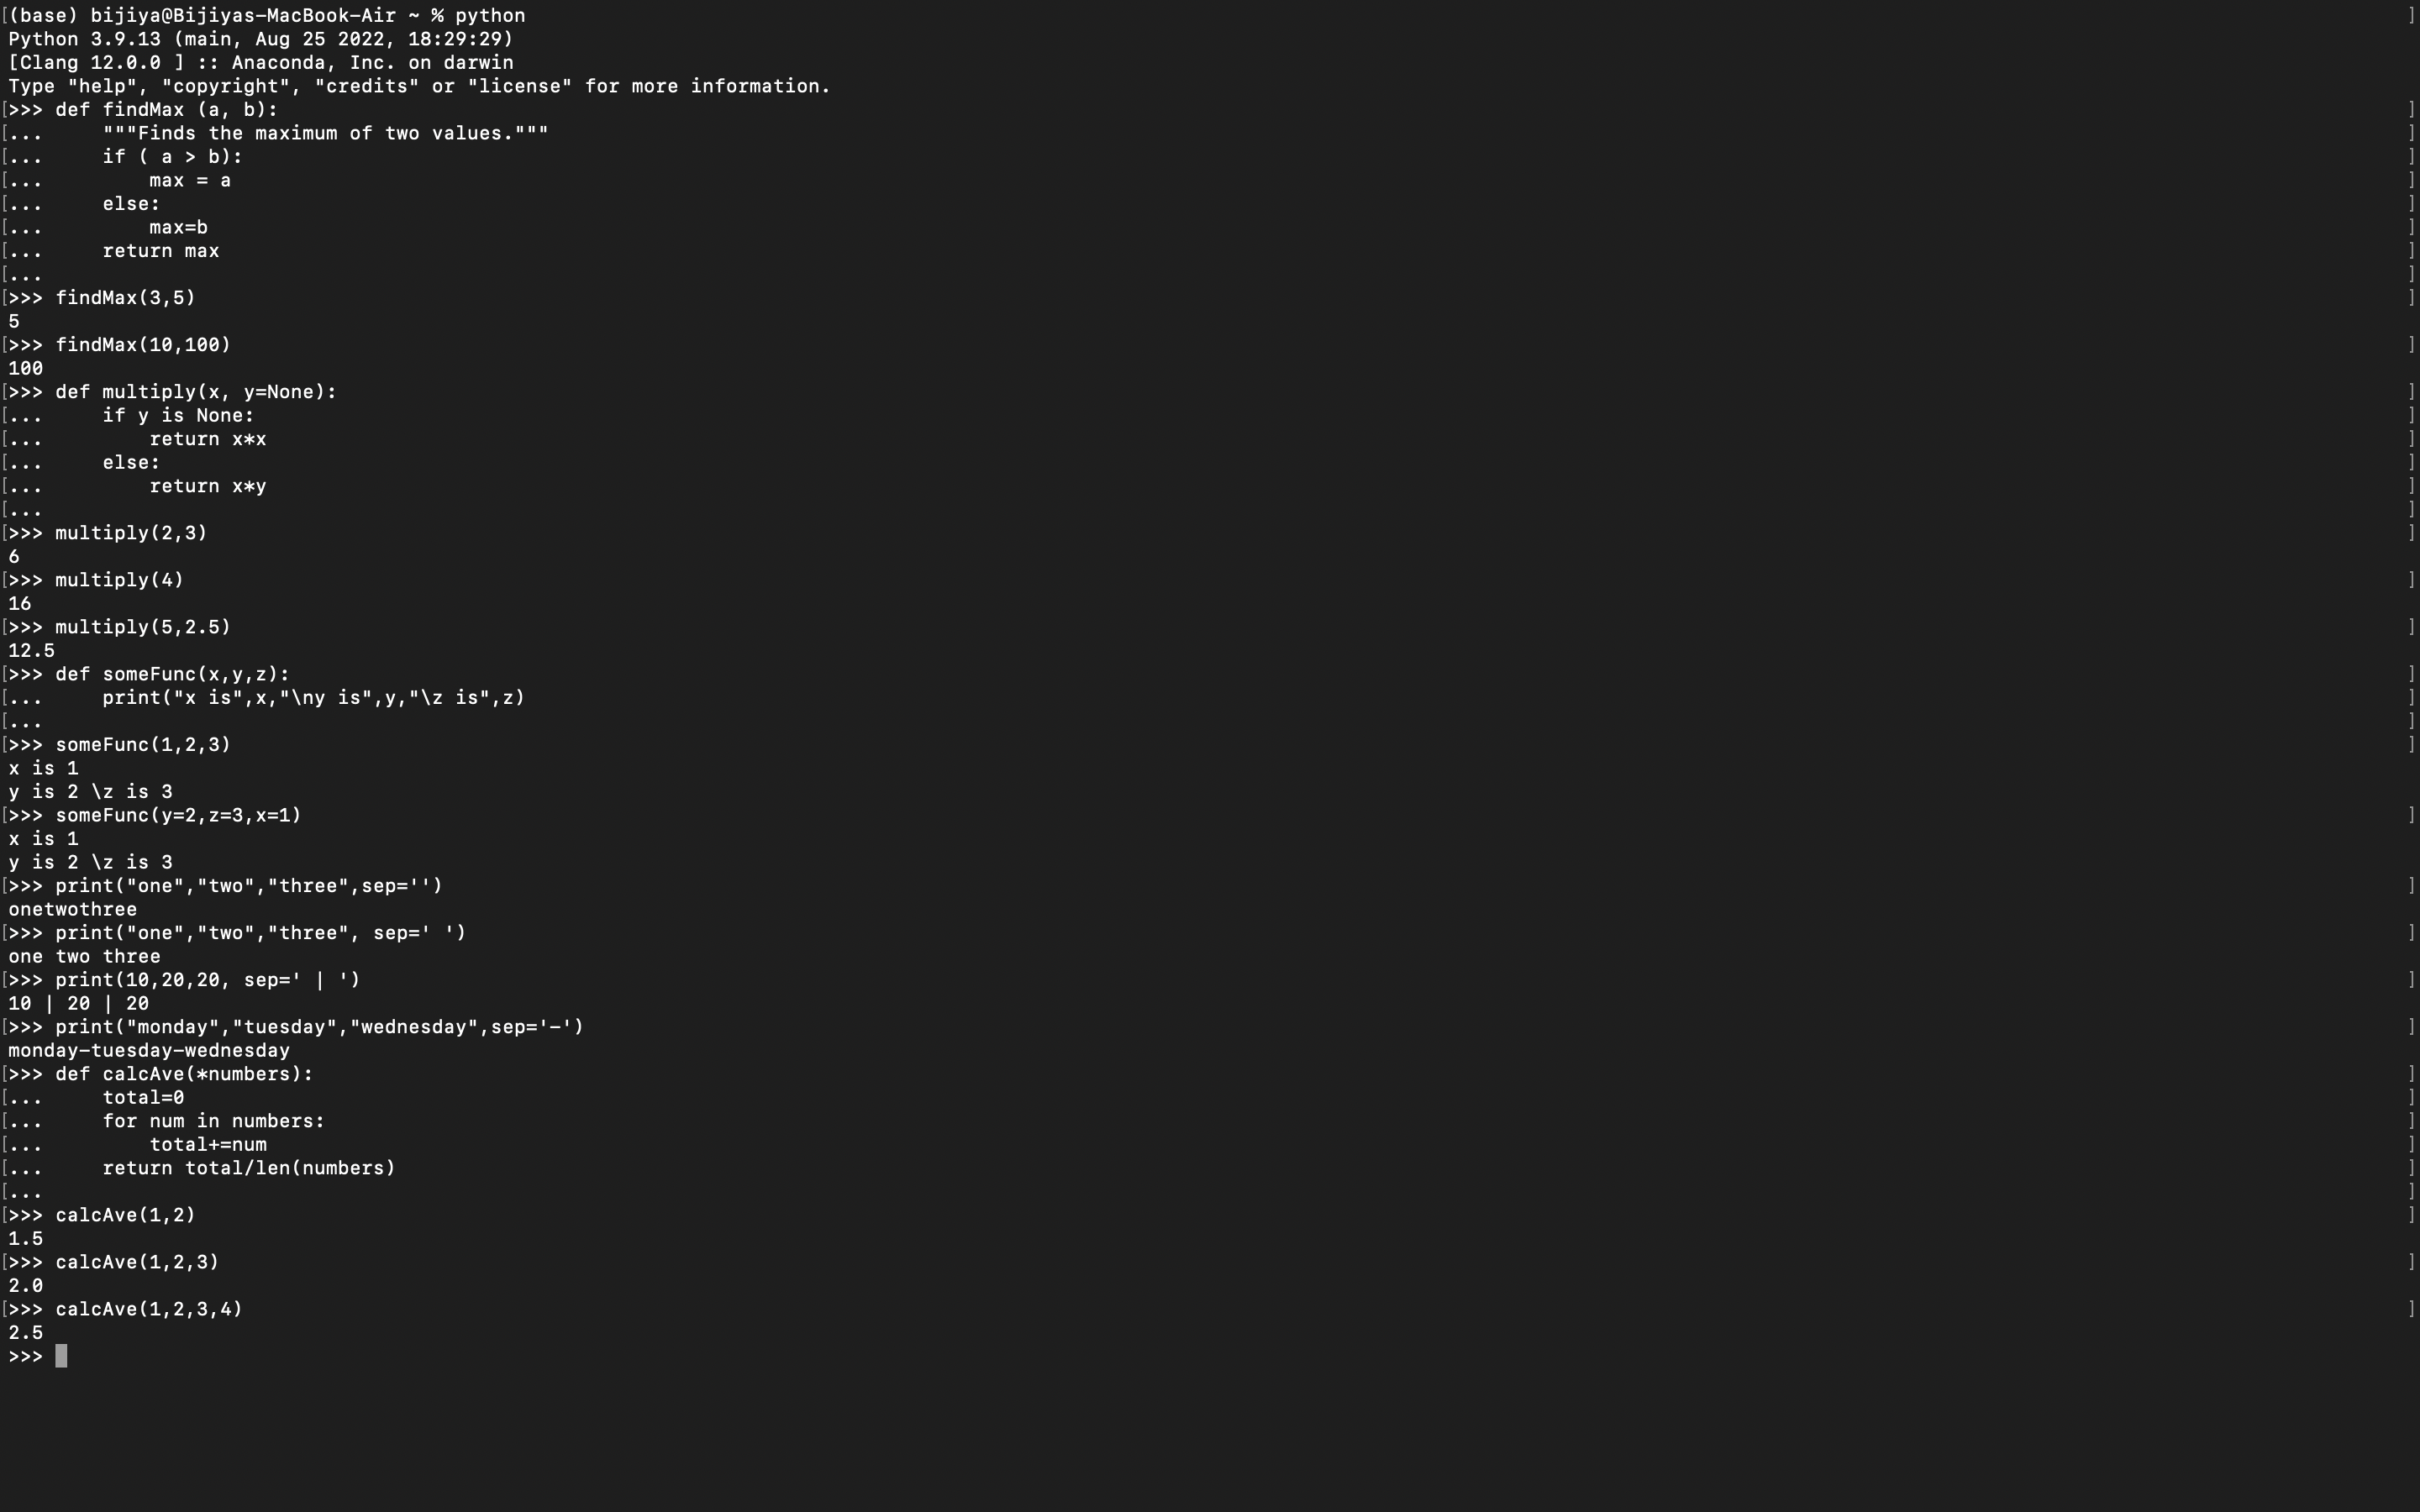 [(base) bijiya@Bijiyas-MacBook-Air ~ % python ]
Python 3.9.13 (main, Aug 25 2022, 18:29:29)
[Clang 12.0.0 ] :: Anaconda, Inc. on darwin
Type "help", "copyright", "credits" or "license" for more information.
[>>> def findMax (a, b): ]
[...     """Finds the maximum of two values.""" ]
[...     if ( a > b): ]
[...         max = a ]
[...     else: ]
[...         max=b ]
[...     return max ]
[... ]
[>>> findMax(3,5) ]
5
[>>> findMax(10,100) ]
100
[>>> def multiply(x, y=None): ]
[...     if y is None: ]
[...         return x*x ]
[...     else: ]
[...         return x*y ]
[... ]
[>>> multiply(2,3) ]
6
[>>> multiply(4) ]
16
[>>> multiply(5,2.5) ]
12.5
[>>> def someFunc(x,y,z): ]
[...     print("x is",x,"\ny is",y,"\z is",z) ]
[... ]
[>>> someFunc(1,2,3) ]
x is 1
y is 2 \z is 3
[>>> someFunc(y=2,z=3,x=1) ]
x is 1
y is 2 \z is 3
[>>> print("one","two","three",sep='') ]
onetwothree
[>>> print("one","two","three", sep=' ') ]
one two three
[>>> print(10,20,20, sep=' | ') ]
10 | 20 | 20
[>>> print("monday","tuesday","wednesday",sep='-') ]
monday-tuesday-wednesday
[>>> def calcAve(*numbers): ]
[...     total=0 ]
[...     for num in numbers: ]
[...         total+=num ]
[...     return total/len(numbers) ]
[... ]
[>>> calcAve(1,2) ]
1.5
[>>> calcAve(1,2,3) ]
2.0
[>>> calcAve(1,2,3,4) ]
2.5
>>>